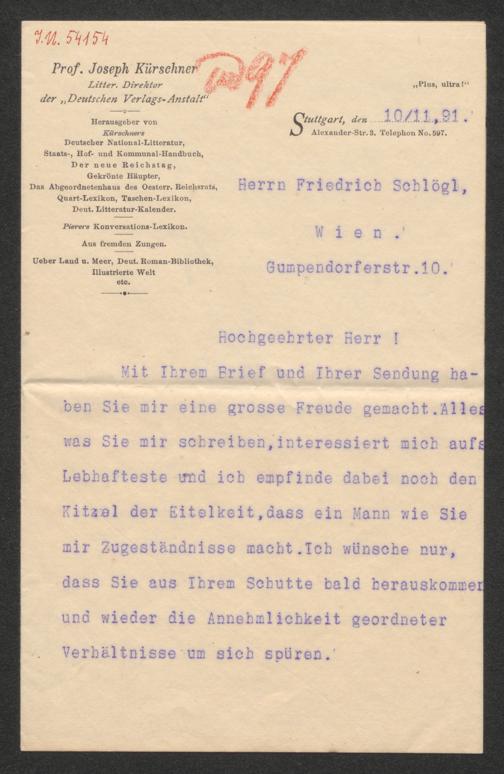 J.N. 54154
Prof. Joseph Kürschner
Litter. Direktor
der „Deutschen Verlags-Anstalt"
Herausgeber von
Kürschners
Deutscher National-Litteratur,
Staats-, Hof- und Kommunal-Handbuch,
Der neue Reichstag,
Gekrönte Häupter,
Das Abgeordnetenhaus des Oesterr. Reichsrats,
Quart-Lexikon, Taschen-Lexikon,
Deut. Litteratur-Kalender.
Pierers Konversations-Lexikon.
Aus fremden Zungen.
Ueber Land u. Meer, Deut. Roman-Bibliothek,
Illustrierte Welt
etc.
97
„Plus, ultra!"
Stuttgart, den 10/11,91.
Alexander-Str. 3. Telephon No. 597.
Herrn Friedrich Schlögl,
Wien.
Gumpendorferstr.10.
Hochgeehrter Herr !
Mit Ihrem Brief und Ihrer Sendung ha-
ben Sie mir eine grosse Freude gemacht.Alles
was Sie mir schreiben,interessiert mich aufs
Lebhafteste und ich empfinde dabei noch den
Kitzel der Eitelkeit,dass ein Mann wie Sie
mir Zugeständnisse macht.Ich wünsche nur,
dass Sie aus Ihrem Schutte bald herauskommen
und wieder die Annehmlichkeit geordneter
Verhältnisse um sich spüren.